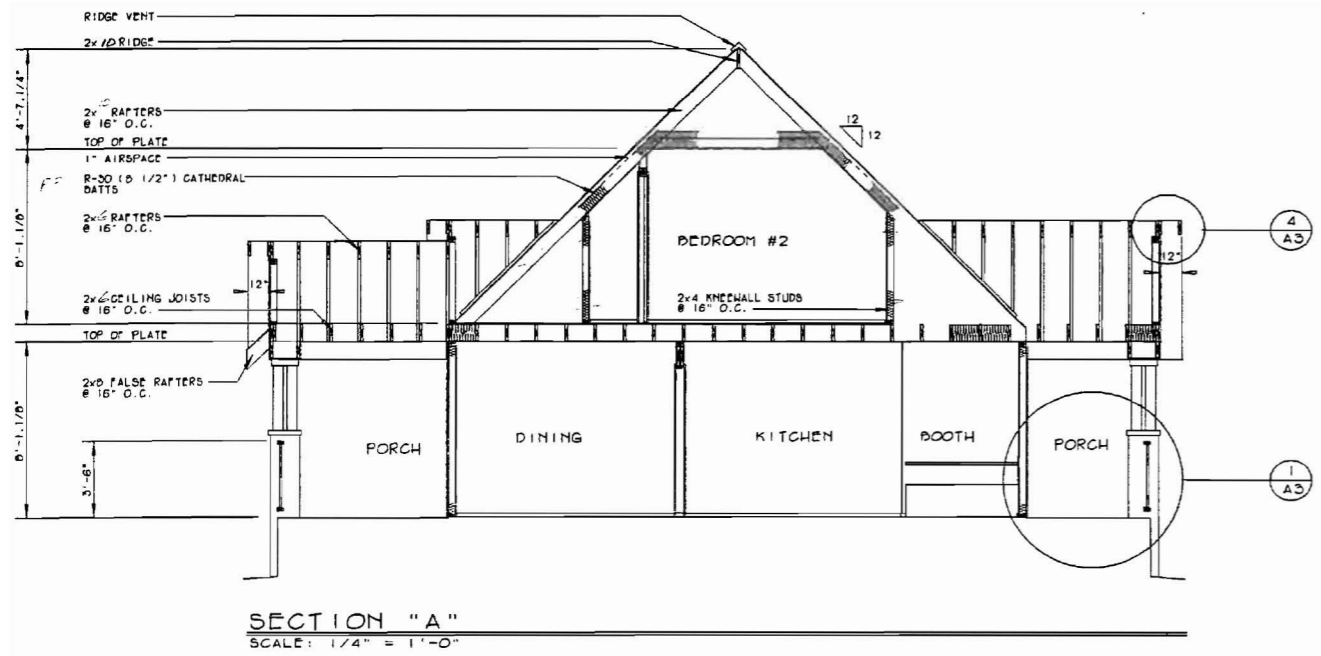 RIDGE VENT
2x10 RIDGE
4'-7.1/4"
2x10 RAFTERS
@ 16" O.C.
TOP OF PLATE
1" AIRSPACE
R-30 (8 1/2") CATHEDRAL
BATTS
2x6 RAFTERS
@ 16" O.C.
8'-1.1/8"
12
12
BEDROOM #2
4
A3
12"
12"
2x6 CEILING JOISTS
@ 16" O.C.
2x4 KNEEWALL STUDS
@ 16" O.C.
TOP OF PLATE
2x8 FALSE RAFTERS
@ 16" O.C.
8'-1.1/8"
3'-6"
PORCH
DINING
KITCHEN
BOOTH
PORCH
1
A3
SECTION "A"
SCALE: 1/4" = 1'-0"